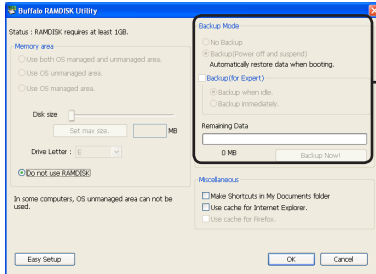 Buffalo RAMDISK Utility
Status : RAMDISK requires at least 1GB.
Memory area
Use both OS managed and unmanaged area.
Use OS unmanaged area.
Use OS managed area.
Disk size
Set max size.
MB
Drive Letter : E
Do not use RAMDISK
In some computers, OS unmanaged area can not be
used.
Easy Setup
Backup Mode
No Backup
Backup(Power off and suspend)
Automatically restore data when booting.
Backup(for Expert)
Backup when idle.
Backup immediately.
Remaining Data
0 MB
Backup Now!
Miscellaneous
Make Shortcuts in My Documents folder
Use cache for Internet Explorer.
Use cache for Firefox.
OK
Cancel